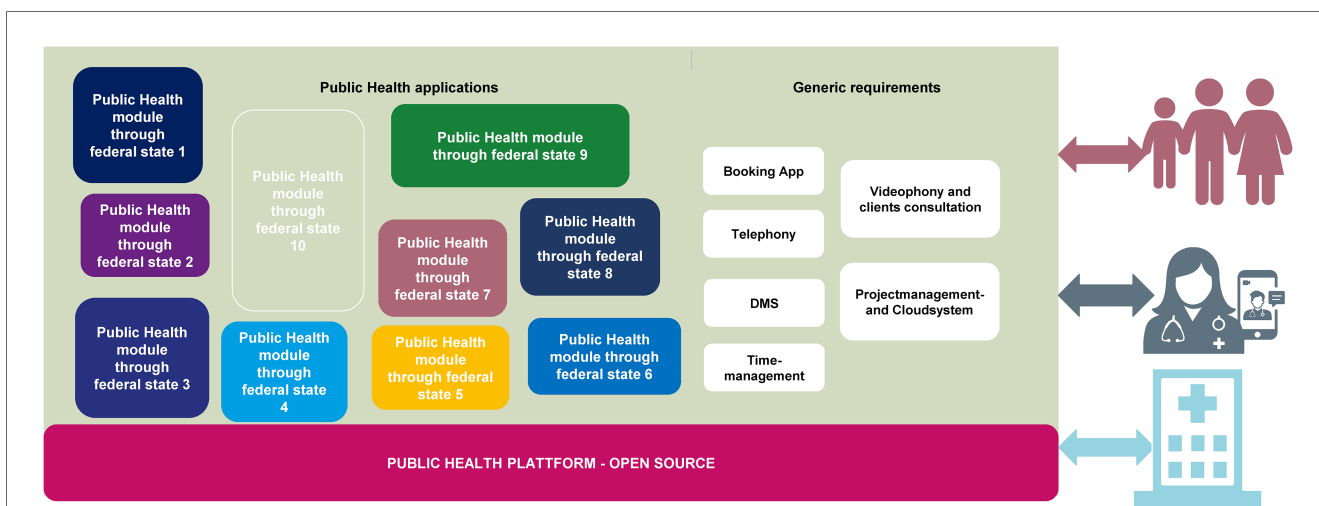 Public Health applications
Generic requirements
Public Health
module
through
federal state 1
Public Health
module
through
federal state 2
Public Health
module
through
federal state 3
Public Health
module
through
federal state
10
Public Health
module
through
federal state
4
Public Health module
through federal state 9
Public Health
module
through
federal state 7
Public Health
module
through federal
state 8
Public Health
module
through federal
state 5
Public Health
module through
federal state 6
Booking App
Telephony
DMS
Time-
management
Videophony and
clients consultation
Projectmanagement-
and Cloudsystem
PUBLIC HEALTH PLATTFORM - OPEN SOURCE